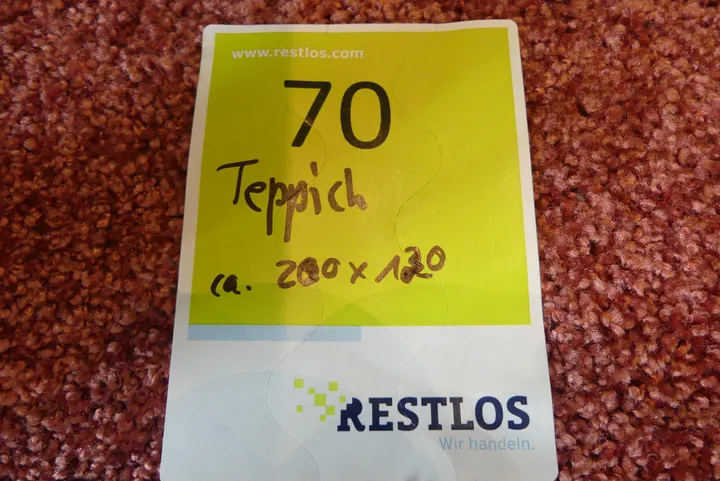 www.restlos.com
70
Teppich
ca. 200 x 120
RESTLOS
Wir handeln.